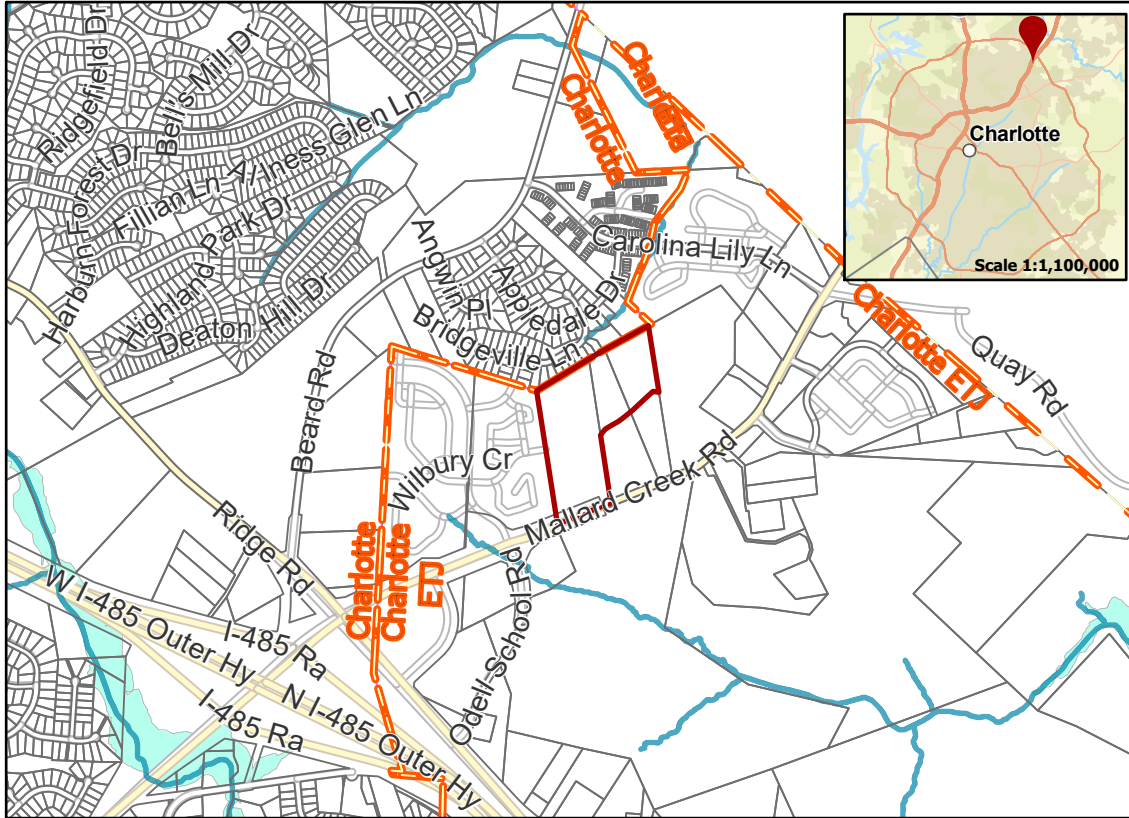 Ridgefield Dr
Bell's Mill Dr
Harburn Forest Dr
Fillian Ln
A/iness Glen Ln
Highland Park Dr
Deaton Hill Dr
Beard Rd
Angwin
Pl
Appledale Dr
Bridgeville Ln
Carolina Lily Ln
Charlotte
Charlotte ETJ
Quay Rd
Wilbury Cr
Mallard Creek Rd
Odell School Rd
Ridge Rd
Charlotte
Charlotte
ETJ
W I-485 Outer Hy
I-485 Ra
N I-485 Outer Hy
I-485 Ra
Charlotte
Scale 1:1,100,000